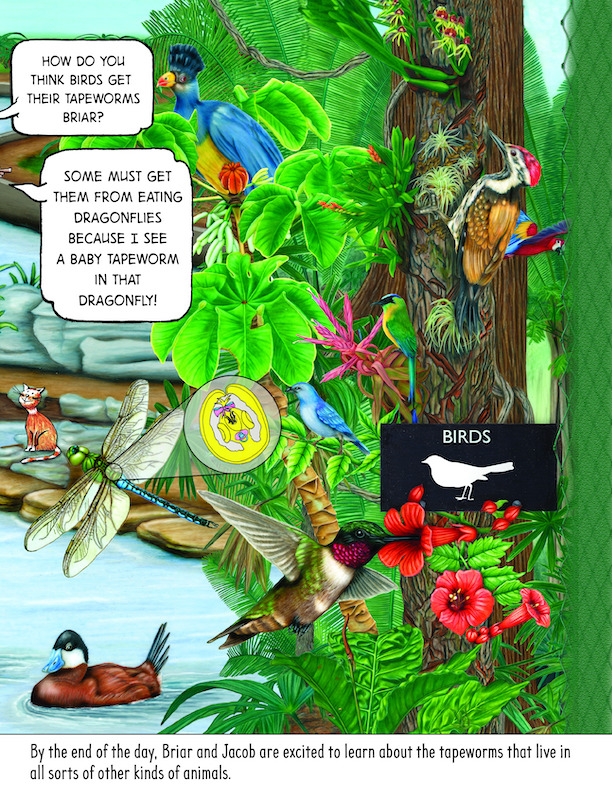 HOW DO YOU
THINK BIRDS GET
THEIR TAPEWORMS
BRIAR?
SOME MUST GET
THEM FROM EATING
DRAGONFLIES
BECAUSE I SEE
A BABY TAPEWORM
IN THAT
DRAGONFLY!
BIRDS
By the end of the day, Briar and Jacob are excited to learn about the tapeworms that live in
all sorts of other kinds of animals.